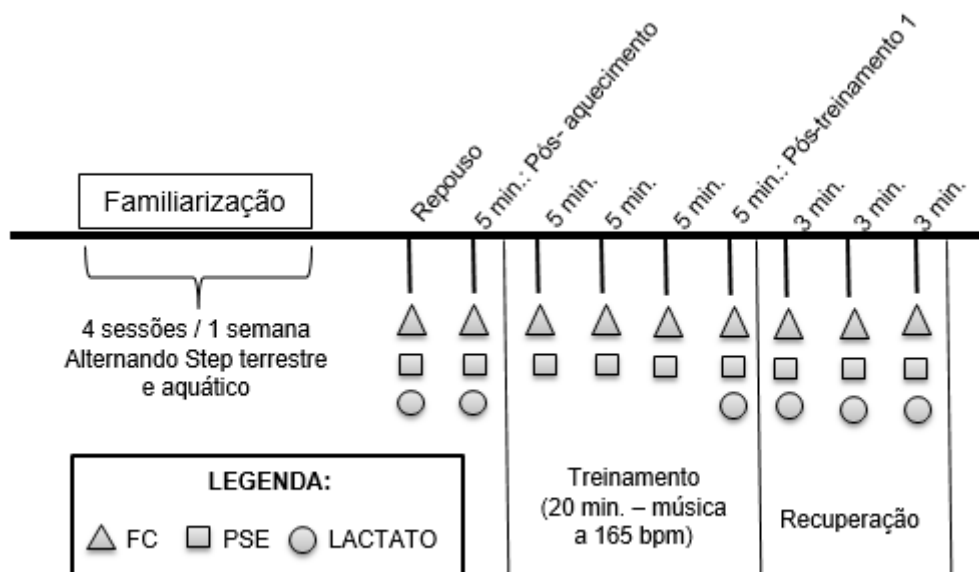 Familiarização
4 sessões / 1 semana
Alternando Step terrestre
e aquático
Repouso
5 min.: Pós- aquecimento
5 min.
5 min.
5 min.
5 min.: Pós-treinamento 1
3 min.
3 min.
3 min.
Treinamento
(20 min. – música
a 165 bpm)
Recuperação
LEGENDA:
FC PSE LACTATO